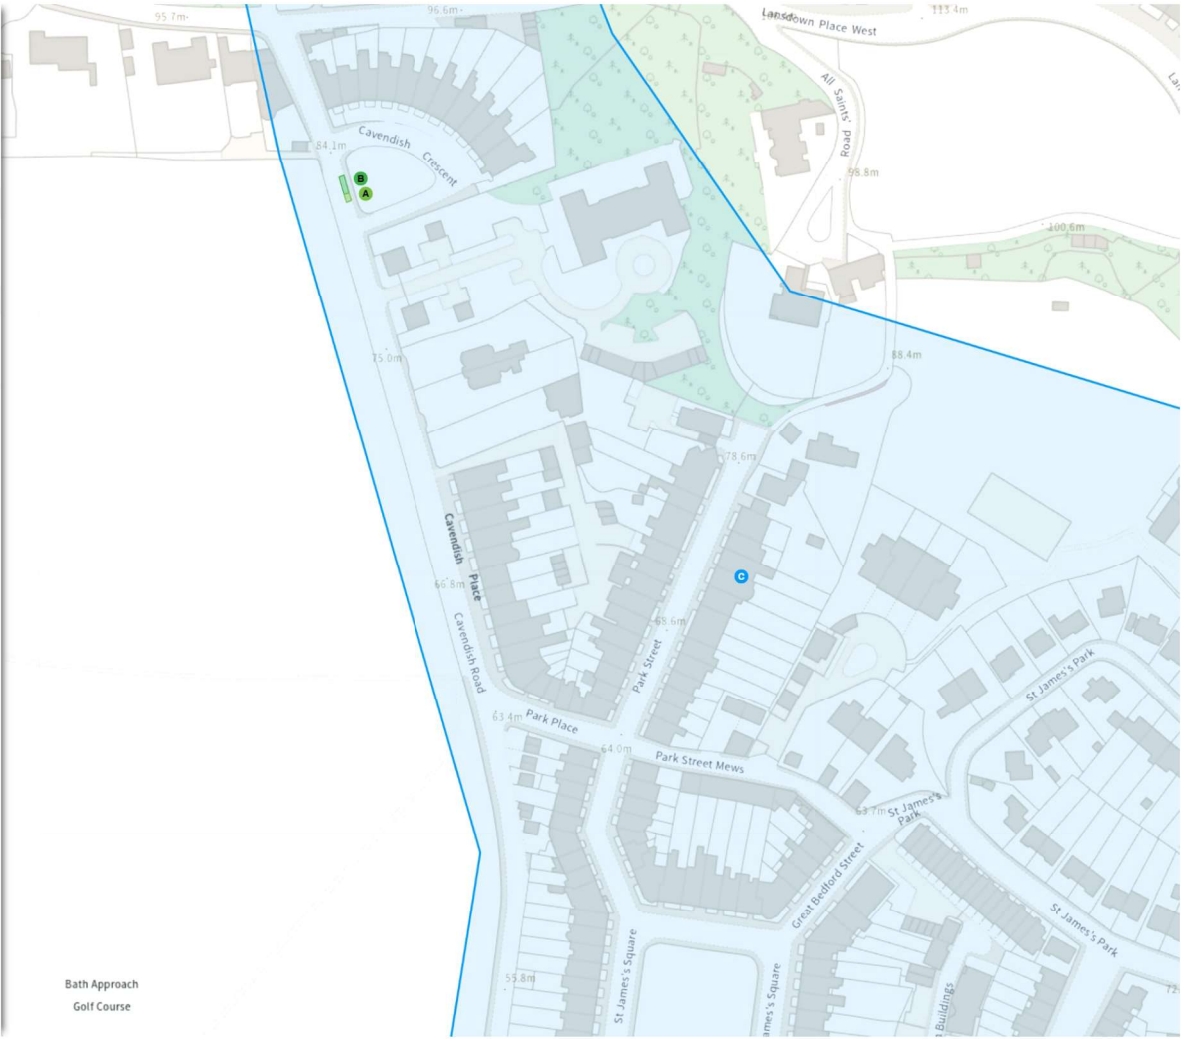 95.7m
96.6m
Lansdown Place West
113.4m
All Saints' Road
Cavendish Crescent
84.1m
B
A
98.8m
100.6m
75.0m
88.4m
78.6m
Cavendish Place
C
66.8m
68.6m
Cavendish Road
Park Street
St James's Park
63.4m
Park Place
64.0m
Park Street Mews
63.7m
St James's Park
Great Bedford Street
St James's Park
St James's Square
55.8m
ames's Square
Buildings
72
Bath Approach
Golf Course